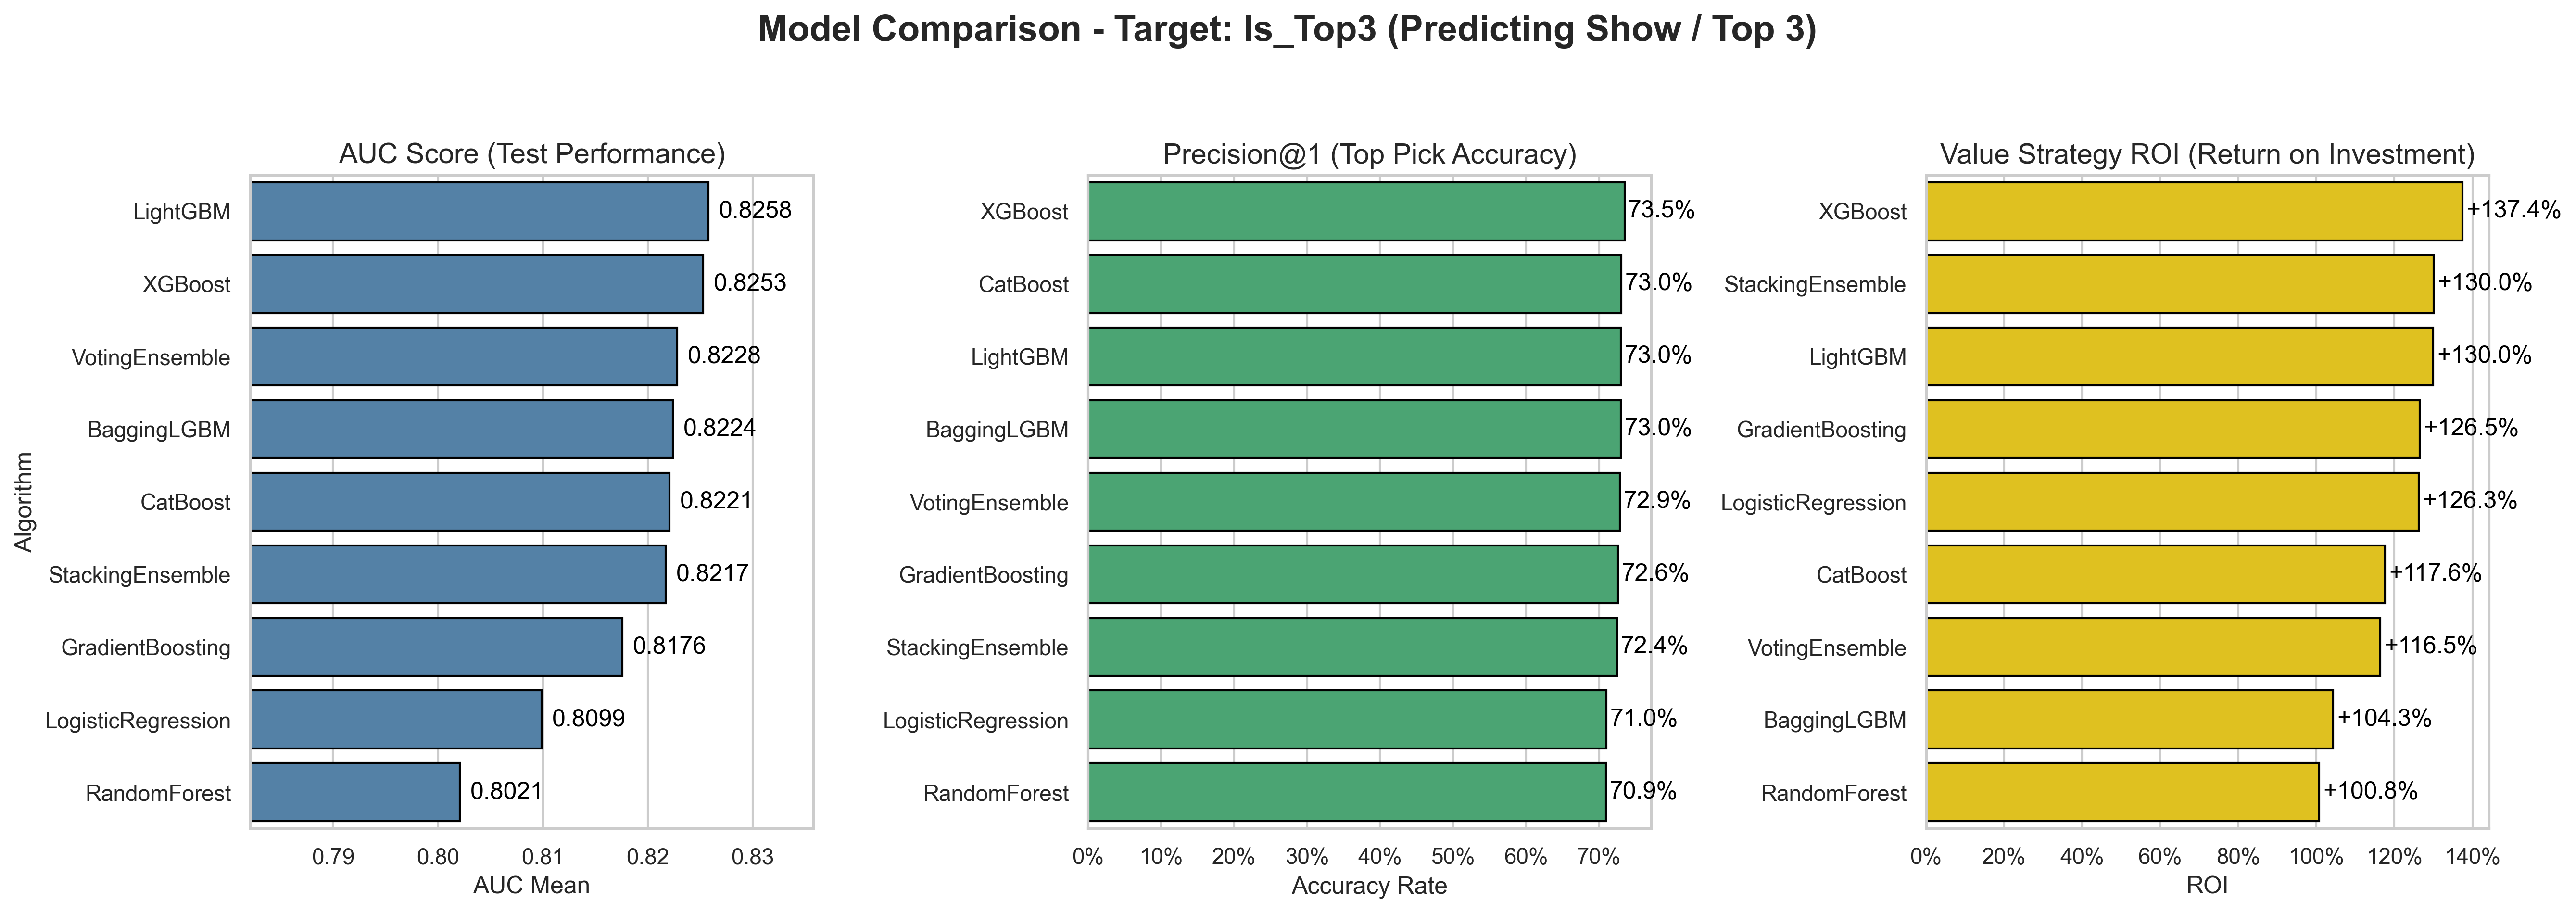 Model Comparison - Target: Is_Top3 (Predicting Show / Top 3)
AUC Score (Test Performance)
Algorithm
LightGBM 0.8258
XGBoost 0.8253
VotingEnsemble 0.8228
BaggingLGBM 0.8224
CatBoost 0.8221
StackingEnsemble 0.8217
GradientBoosting 0.8176
LogisticRegression 0.8099
RandomForest 0.8021
0.79 0.80 0.81 0.82 0.83
AUC Mean
Precision@1 (Top Pick Accuracy)
XGBoost 73.5%
CatBoost 73.0%
LightGBM 73.0%
BaggingLGBM 73.0%
VotingEnsemble 72.9%
GradientBoosting 72.6%
StackingEnsemble 72.4%
LogisticRegression 71.0%
RandomForest 70.9%
0% 10% 20% 30% 40% 50% 60% 70%
Accuracy Rate
Value Strategy ROI (Return on Investment)
XGBoost +137.4%
StackingEnsemble +130.0%
LightGBM +130.0%
GradientBoosting +126.5%
LogisticRegression +126.3%
CatBoost +117.6%
VotingEnsemble +116.5%
BaggingLGBM +104.3%
RandomForest +100.8%
0% 20% 40% 60% 80% 100% 120% 140%
ROI